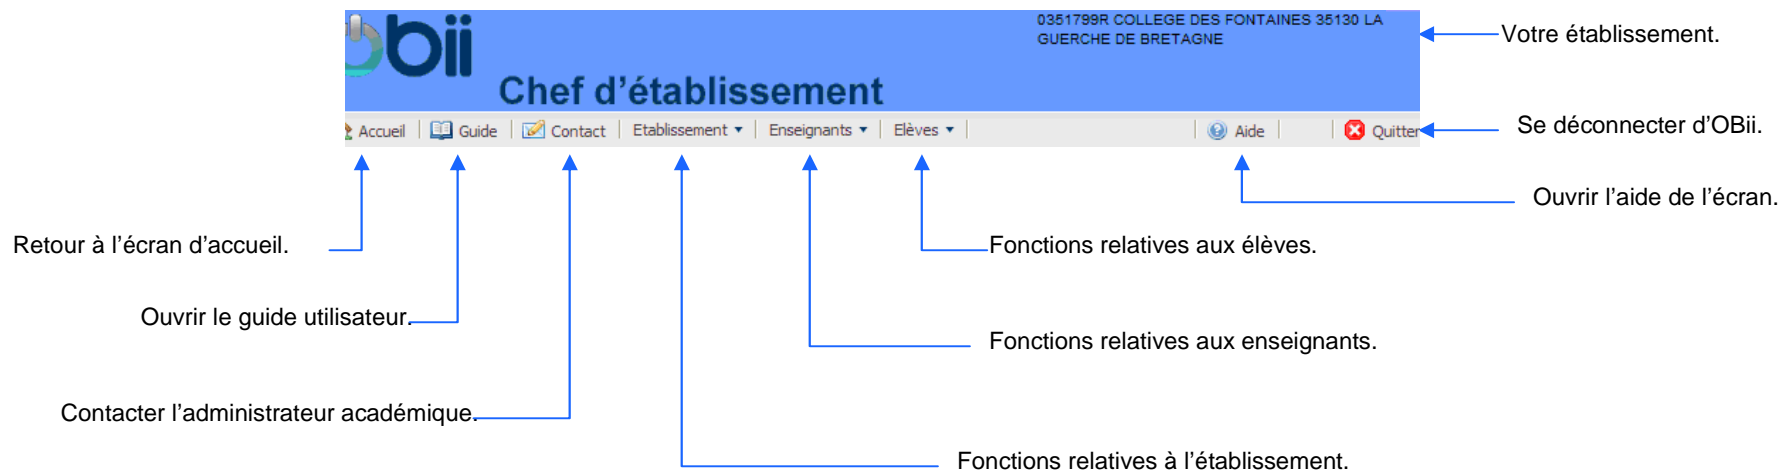 0351799R COLLEGE DES FONTAINES 35130 LA
GUERCHE DE BRETAGNE
Votre établissement.
Obii
Chef d'établissement
Accueil Guide Contact Etablissement Enseignants Elèves Aide Quitter
Se déconnecter d'OBii.
Ouvrir l'aide de l'écran.
Retour à l'écran d'accueil.
Fonctions relatives aux élèves.
Ouvrir le guide utilisateur.
Fonctions relatives aux enseignants.
Contacter l'administrateur académique.
Fonctions relatives à l'établissement.